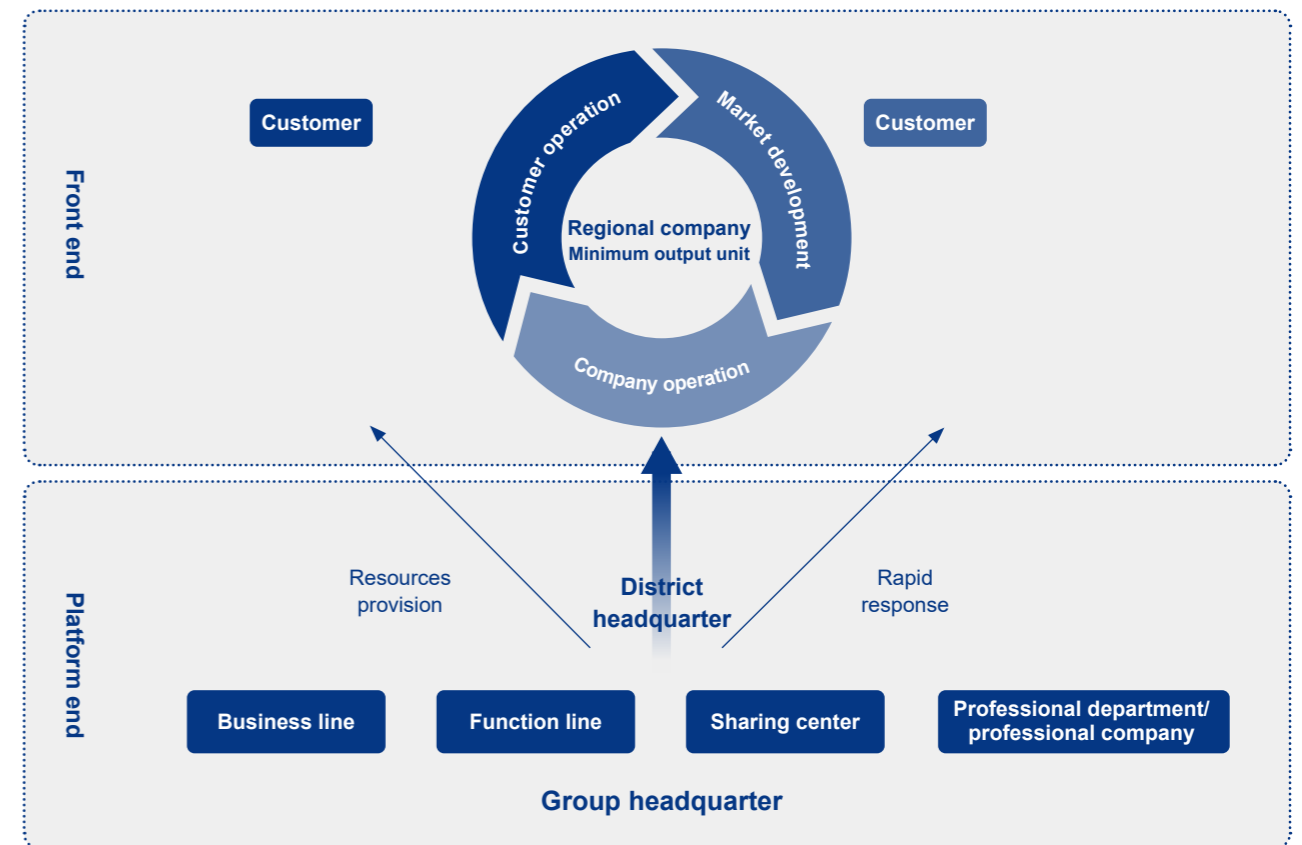 Front end
Customer
Customer operation
Market development
Customer
Regional company
Minimum output unit
Company operation
Platform end
Resources
provision
District
headquarter
Rapid
response
Business line
Function line
Sharing center
Professional department/
professional company
Group headquarter